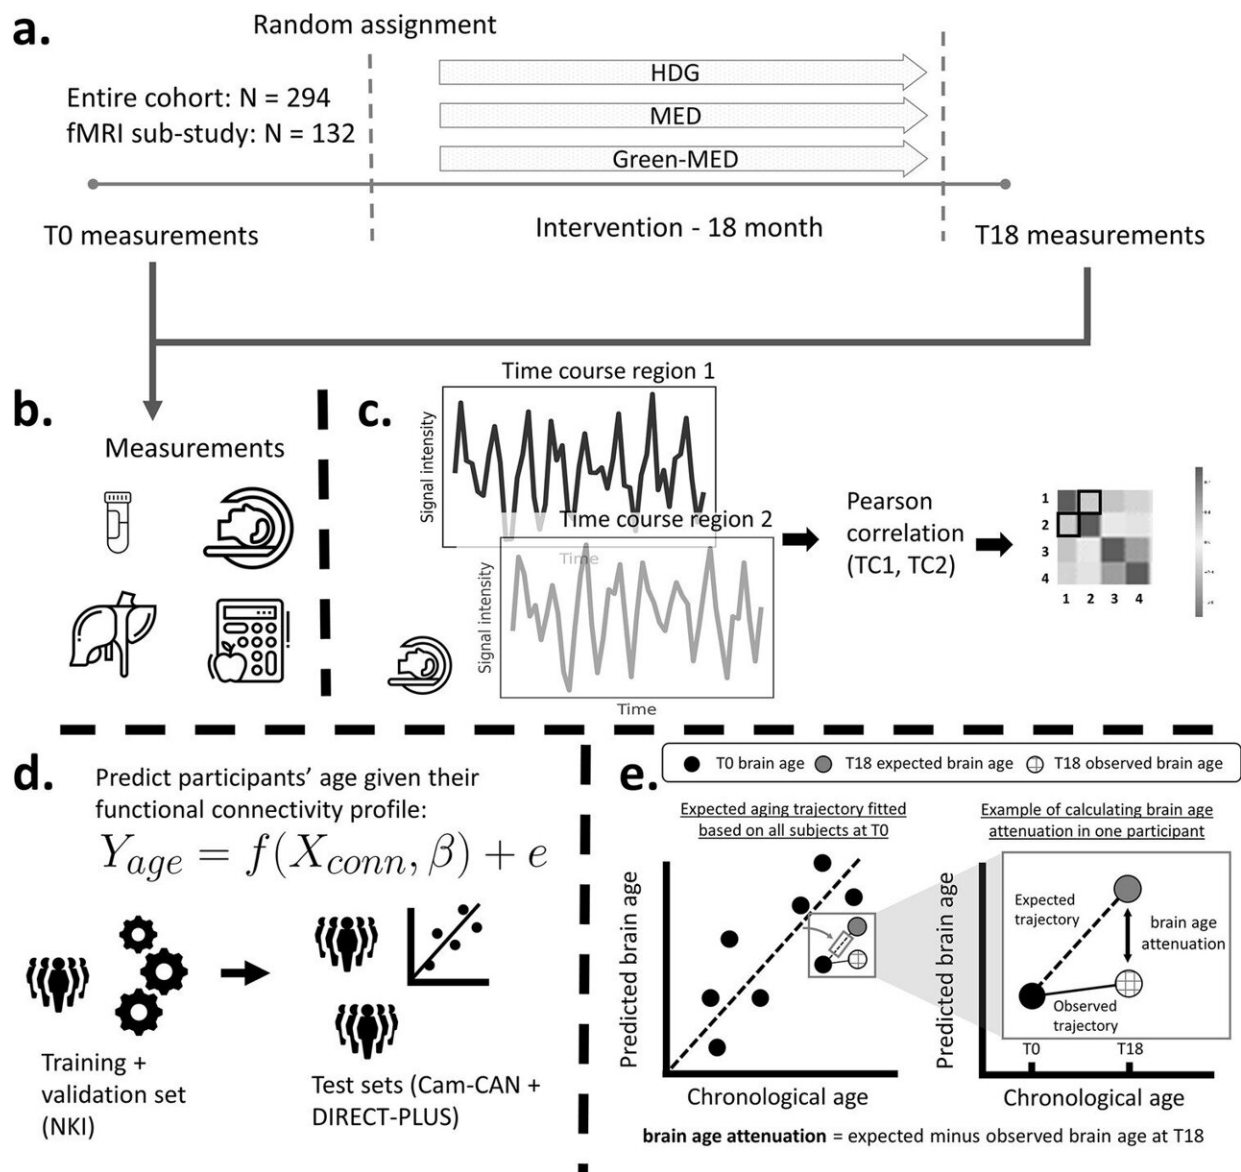 a.
Random assignment
Entire cohort: N = 294
fMRI sub-study: N = 132
HDG
MED
Green-MED
T0 measurements
Intervention - 18 month
T18 measurements
b.
Measurements
c.
Time course region 1
Signal intensity
Time
Time course region 2
Signal intensity
Time
Pearson
correlation
(TC1, TC2)
1
2
3
4
1 2 3 4
d.
Predict participants' age given their
functional connectivity profile:
Y_age = f(X_conn, β) + e
Training +
validation set
(NKI)
Test sets (Cam-CAN +
DIRECT-PLUS)
e.
T0 brain age T18 expected brain age T18 observed brain age
Expected aging trajectory fitted
based on all subjects at T0
Predicted brain age
Chronological age
Example of calculating brain age
attenuation in one participant
Predicted brain age
Expected
trajectory
brain age
attenuation
Observed
trajectory
T0 T18
Chronological age
brain age attenuation = expected minus observed brain age at T18